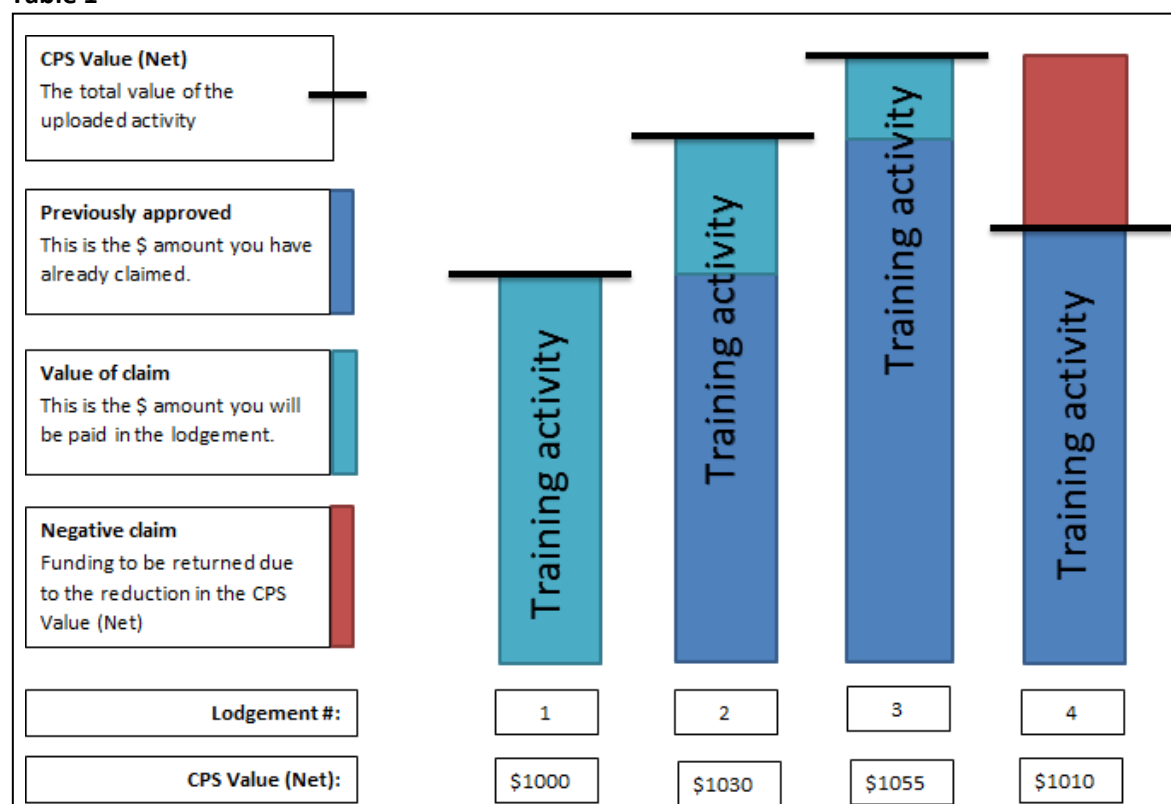 Table 1
CPS Value (Net)
The total value of the
uploaded activity
Previously approved
This is the $ amount you have
already claimed.
Value of claim
This is the $ amount you will
be paid in the lodgement.
Negative claim
Funding to be returned due
to the reduction in the CPS
Value (Net)
Training activity
Training activity
Training activity
Training activity
Lodgement #:
1
2
3
4
CPS Value (Net):
$1000
$1030
$1055
$1010